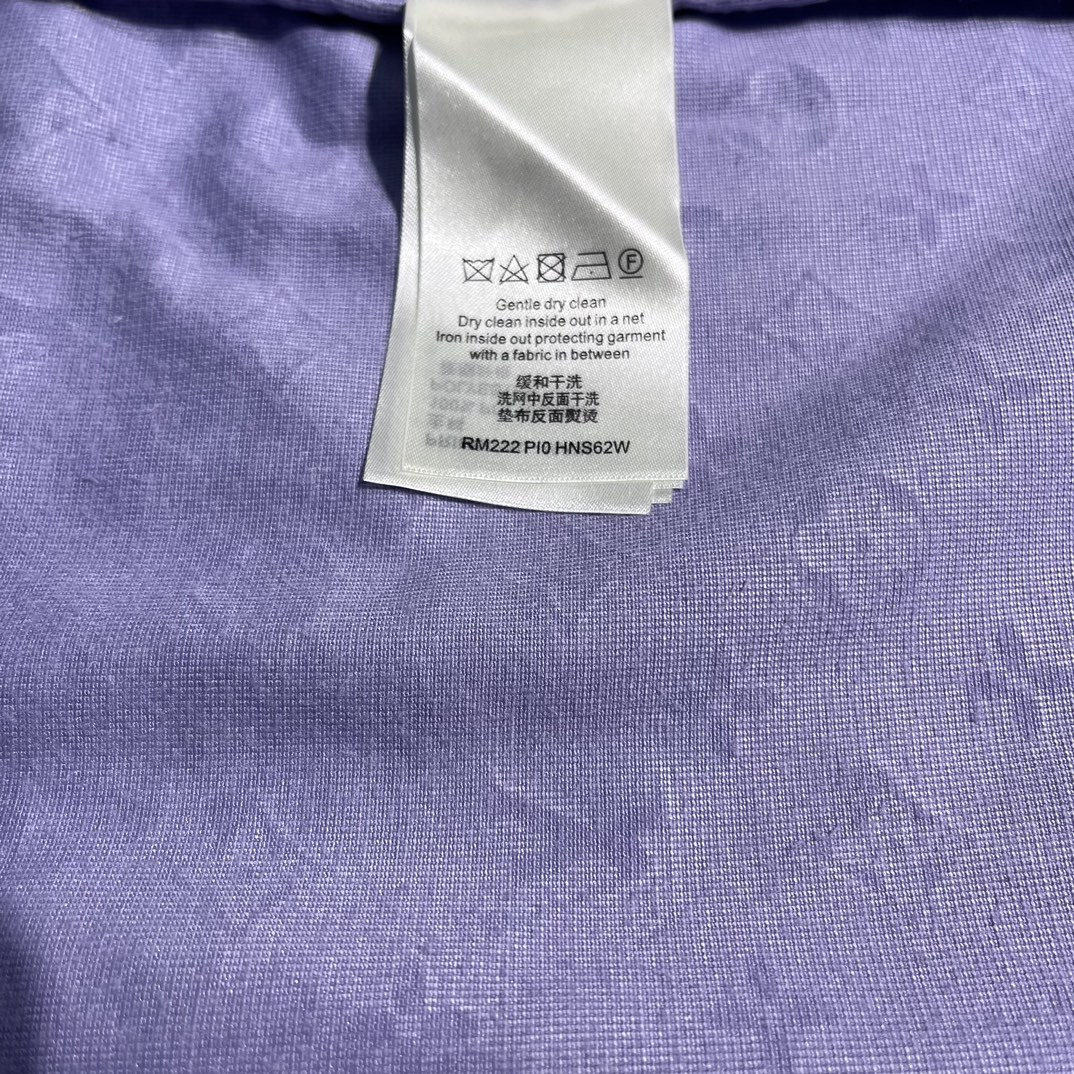 F
Gentle dry clean
Dry clean inside out in a net
Iron inside out protecting garment
with a fabric in between
缓和干洗
洗网中反面干洗
垫布反面熨烫
RM222 PI0 HNS62W